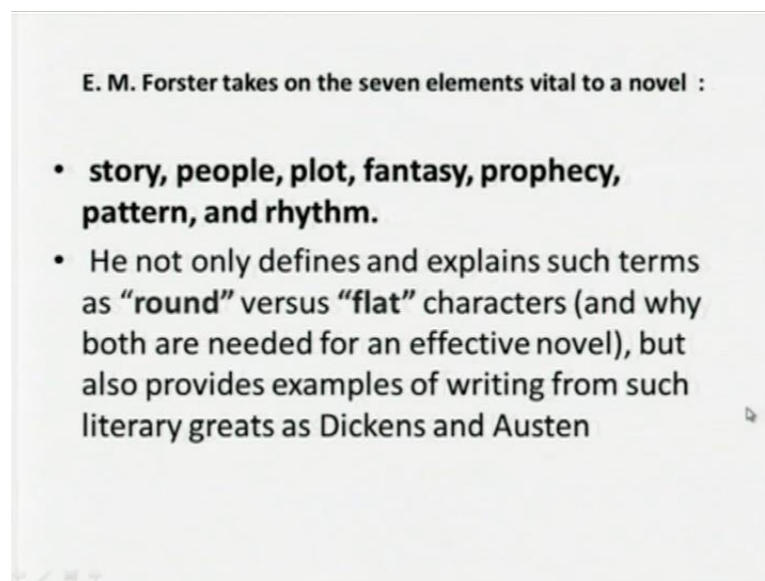 E. M. Forster takes on the seven elements vital to a novel :
• story, people, plot, fantasy, prophecy,
pattern, and rhythm.
• He not only defines and explains such terms
as “round” versus “flat” characters (and why
both are needed for an effective novel), but
also provides examples of writing from such
literary greats as Dickens and Austen